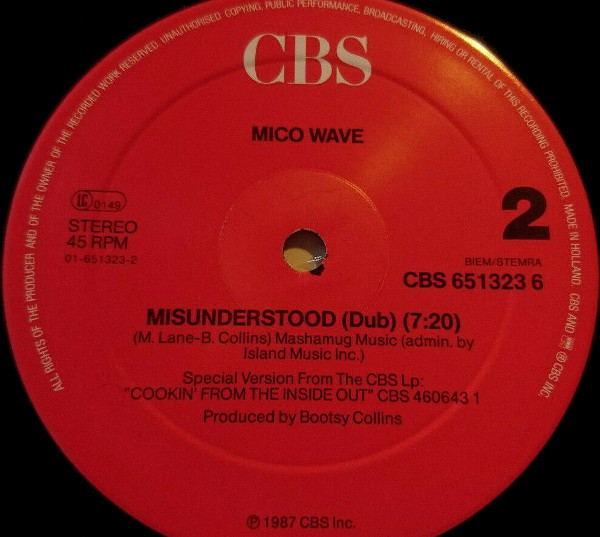 ALL RIGHTS OF THE PRODUCER AND OF THE OWNER OF THE RECORDED WORK RESERVED. UNAUTHORISED COPYING, PUBLIC PERFORMANCE, BROADCASTING, HIRING OR RENTAL OF THIS RECORDING PROHIBITED. MADE IN HOLLAND. CBS AND ℗ CBS INC.
CBS
MICO WAVE
LC 0149
STEREO
45 RPM
01-651323-2
2
BIEM/STEMRA
CBS 651323 6
MISUNDERSTOOD (Dub) (7:20)
(M. Lane-B. Collins) Mashamug Music (admin. by
Island Music Inc.)
Special Version From The CBS Lp:
"COOKIN' FROM THE INSIDE OUT" CBS 460643 1
Produced by Bootsy Collins
℗ 1987 CBS Inc.